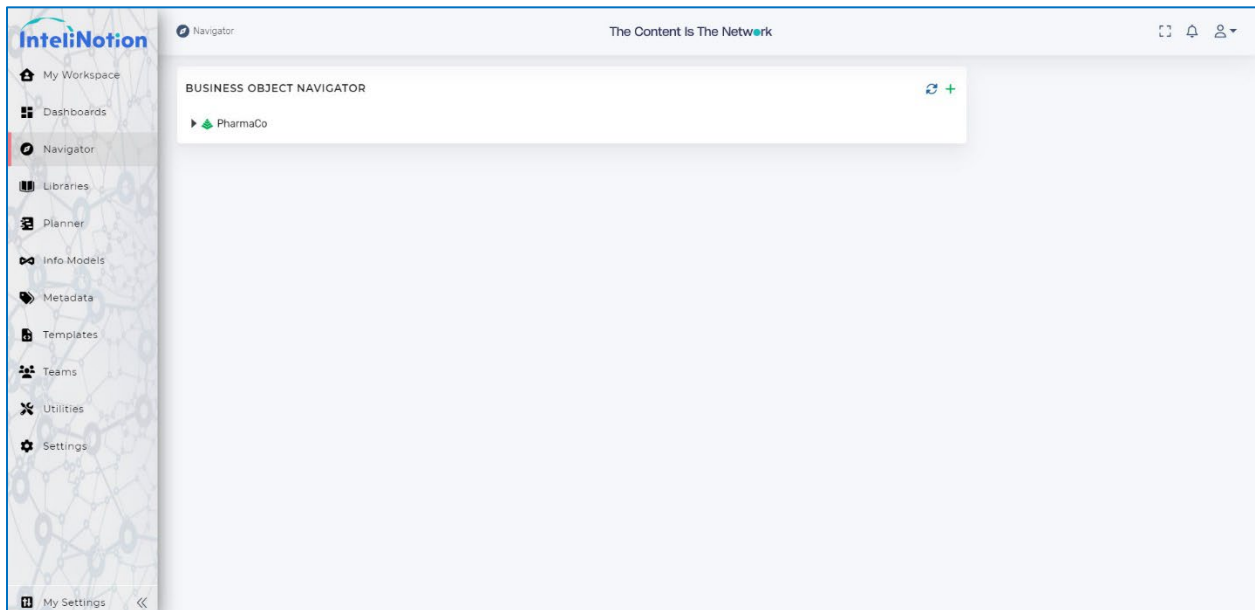 InteliNotion
Navigator
The Content Is The Network
My Workspace
Dashboards
Navigator
Libraries
Planner
Info Models
Metadata
Templates
Teams
Utilities
Settings
My Settings
BUSINESS OBJECT NAVIGATOR
PharmaCo